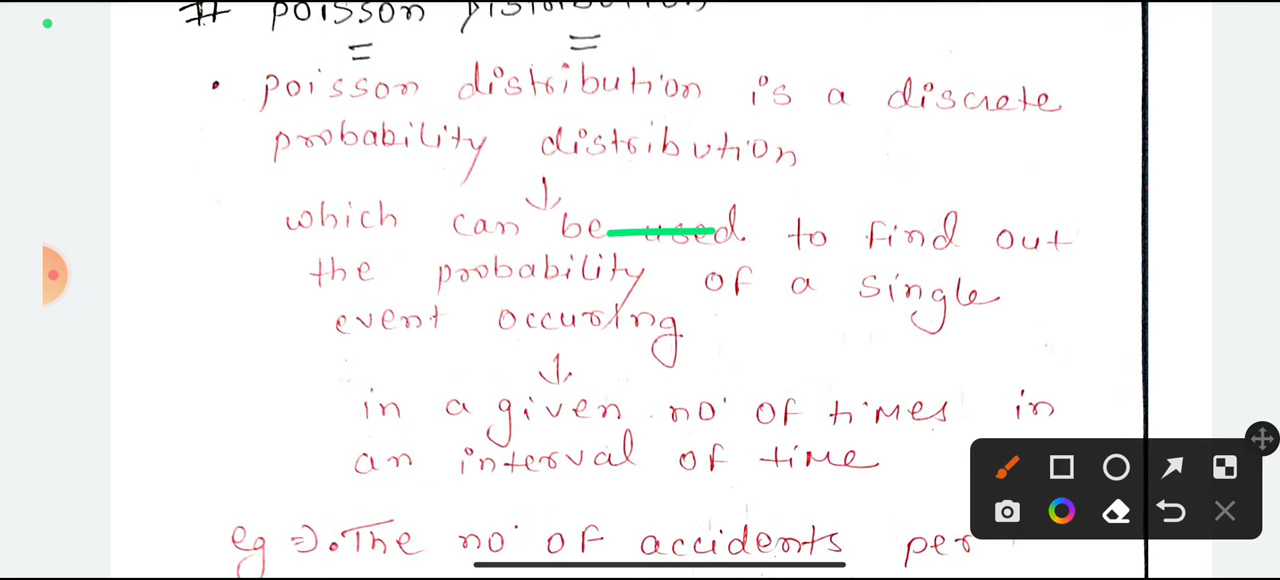 # poisson Distribution
• poisson distribution is a discrete
probability distribution
↓
which can be used to find out
the probability of a single
event occuring
↓
in a given no. of times in
an interval of time
eg ⇒ • The no. of accidents per